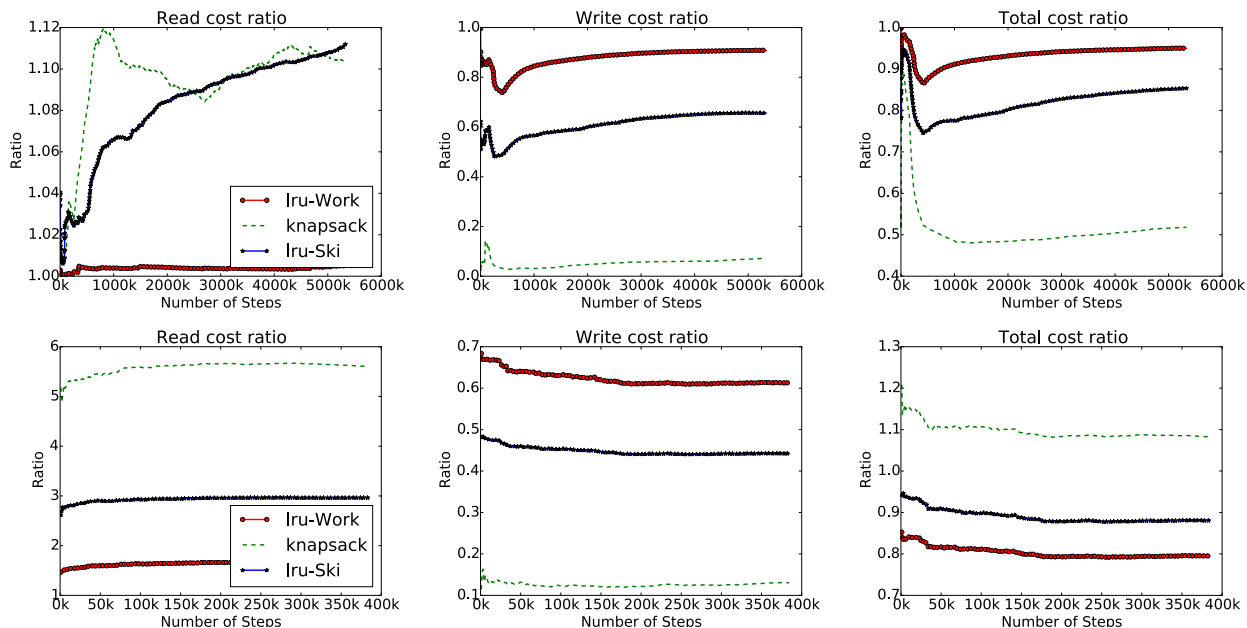 Read cost ratio
Write cost ratio
Total cost ratio
1.12
1.10
1.08
1.06
1.04
1.02
1.00
Ratio
lru-Work
knapsack
lru-Ski
0k 1000k 2000k 3000k 4000k 5000k 6000k
Number of Steps
1.0
0.8
0.6
0.4
0.2
0.0
Ratio
0k 1000k 2000k 3000k 4000k 5000k 6000k
Number of Steps
1.0
0.9
0.8
0.7
0.6
0.5
0.4
Ratio
0k 1000k 2000k 3000k 4000k 5000k 6000k
Number of Steps
Read cost ratio
Write cost ratio
Total cost ratio
6
5
4
3
2
1
Ratio
lru-Work
knapsack
lru-Ski
0k 50k 100k 150k 200k 250k 300k 350k 400k
Number of Steps
0.7
0.6
0.5
0.4
0.3
0.2
0.1
Ratio
0k 50k 100k 150k 200k 250k 300k 350k 400k
Number of Steps
1.3
1.2
1.1
1.0
0.9
0.8
0.7
Ratio
0k 50k 100k 150k 200k 250k 300k 350k 400k
Number of Steps